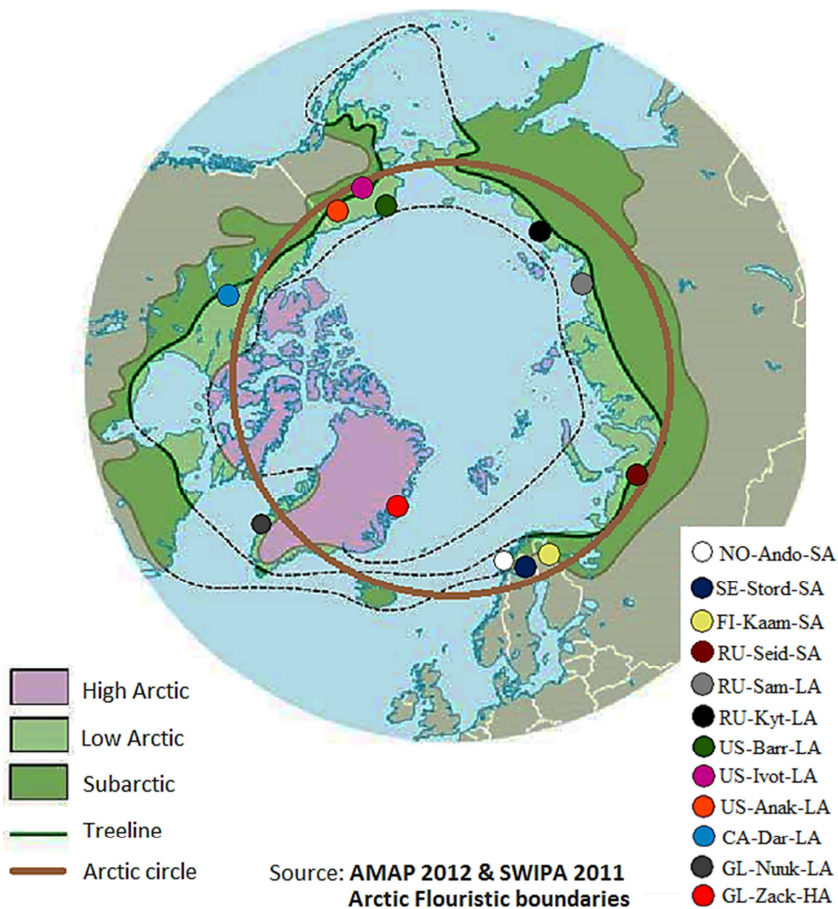 NO-Ando-SA
SE-Stord-SA
FI-Kaam-SA
RU-Seid-SA
RU-Sam-LA
RU-Kyt-LA
US-Barr-LA
US-Ivot-LA
US-Anak-LA
CA-Dar-LA
GL-Nuuk-LA
GL-Zack-HA
High Arctic
Low Arctic
Subarctic
Treeline
Arctic circle
Source: AMAP 2012 & SWIPA 2011
Arctic Flouristic boundaries